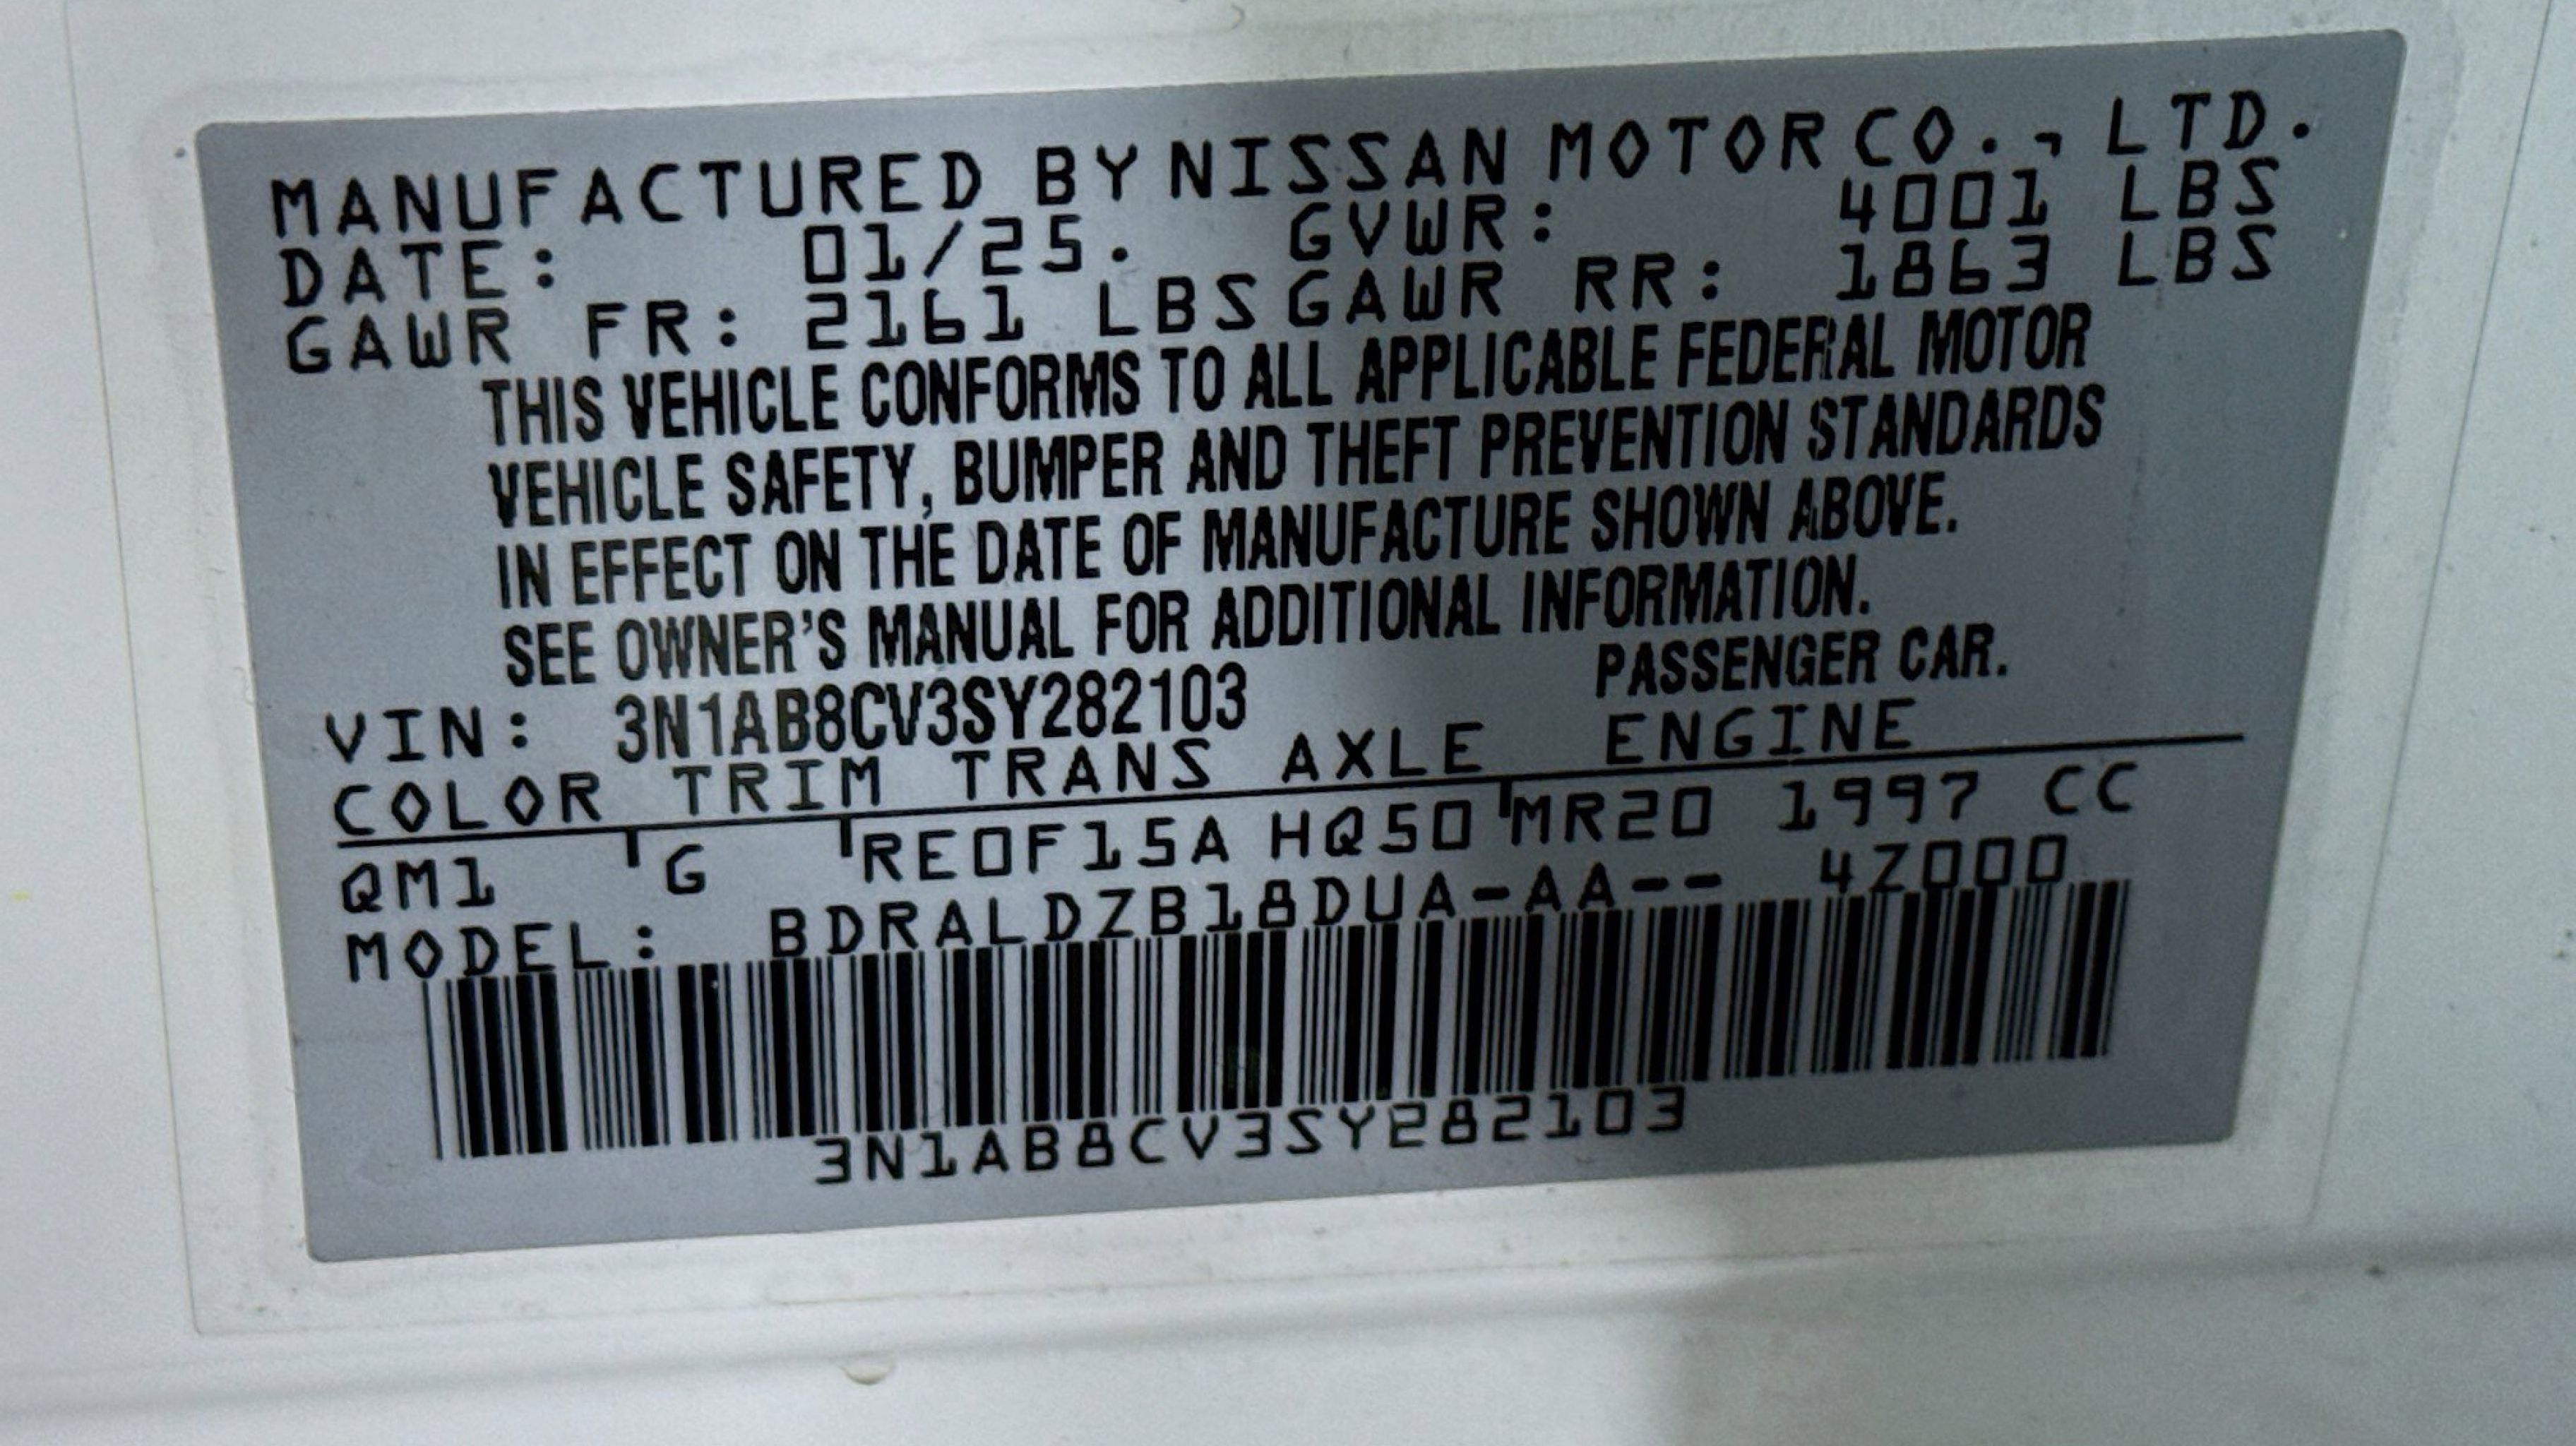 MANUFACTURED BY NISSAN MOTOR CO., LTD.
DATE: 01/25. GVWR: 4001 LBS
GAWR FR: 2161 LBS GAWR RR: 1863 LBS
THIS VEHICLE CONFORMS TO ALL APPLICABLE FEDERAL MOTOR
VEHICLE SAFETY, BUMPER AND THEFT PREVENTION STANDARDS
IN EFFECT ON THE DATE OF MANUFACTURE SHOWN ABOVE.
SEE OWNER'S MANUAL FOR ADDITIONAL INFORMATION.
VIN: 3N1AB8CV3SY282103 PASSENGER CAR.
COLOR TRIM TRANS AXLE ENGINE
QM1 G RE0F15A HQ50 MR20 1997 CC
MODEL: BDRALDZB18DUA-AA-- 4Z000
3N1AB8CV3SY282103